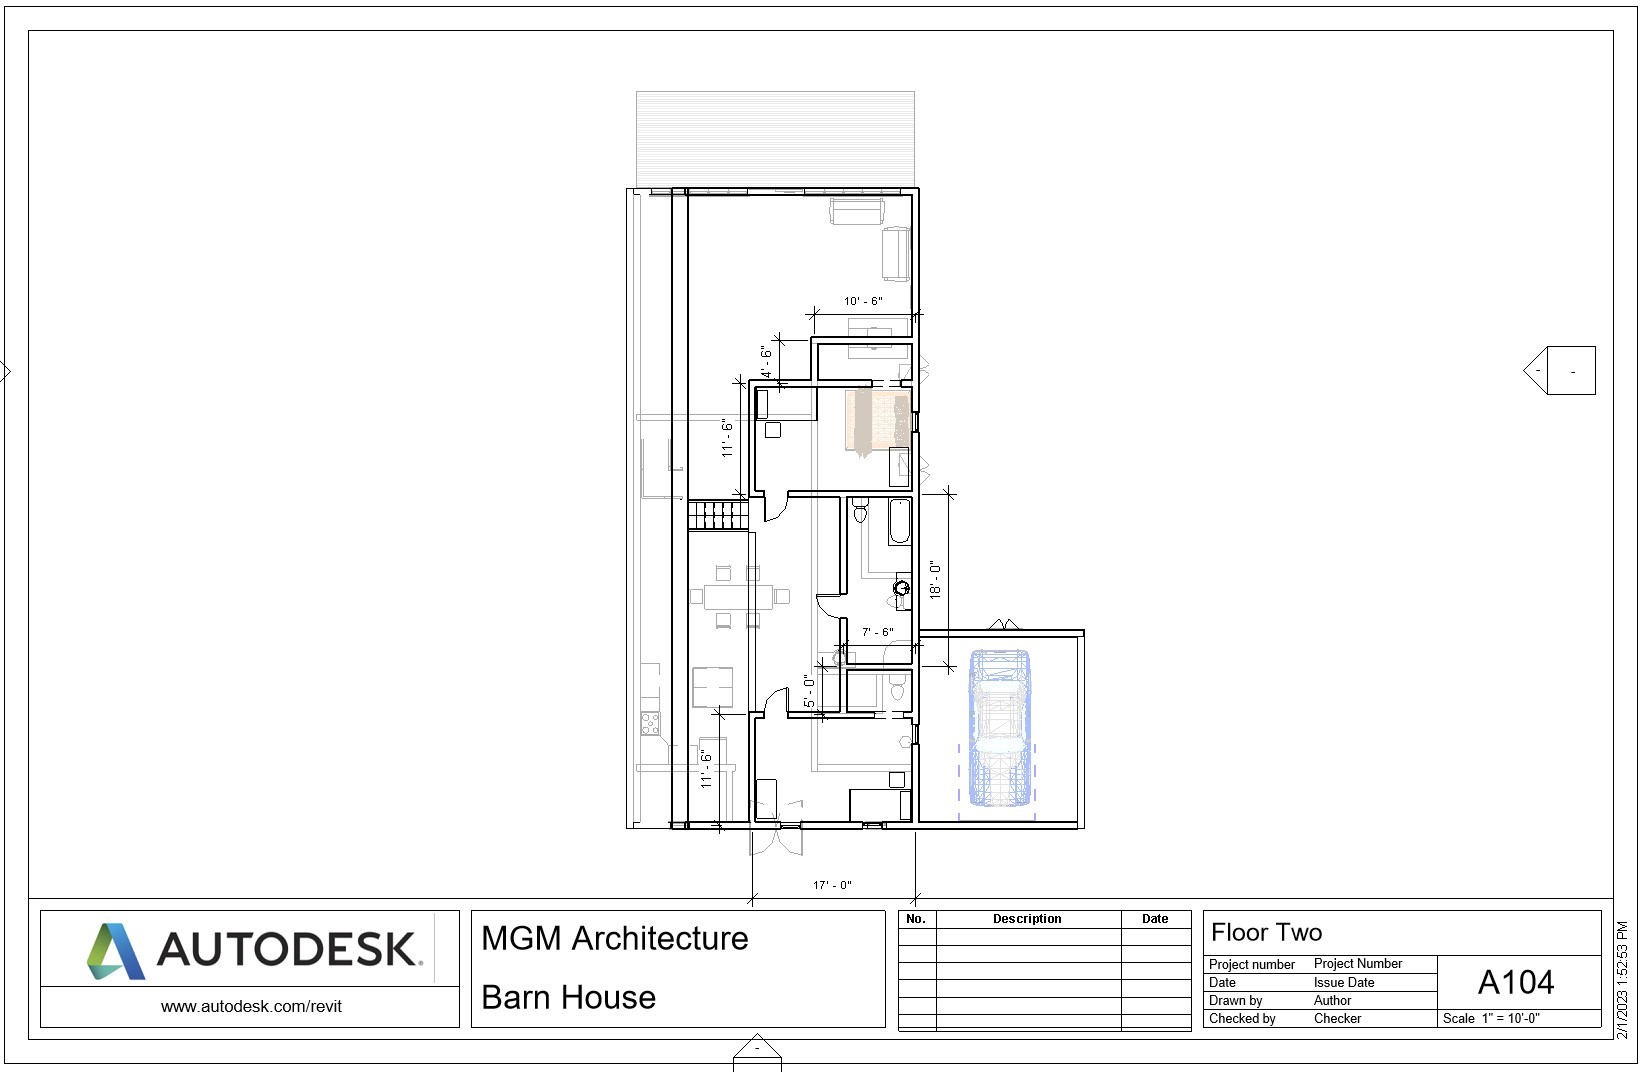 10' - 6"
4' - 6"
11' - 6"
18' - 0"
7' - 6"
5' - 0"
11' - 6"
17' - 0"
-
-
-
AUTODESK.
www.autodesk.com/revit
MGM Architecture
Barn House
No. Description Date
Floor Two
Project number Project Number
Date Issue Date
Drawn by Author
Checked by Checker
A104
Scale 1" = 10'-0"
2/1/2023 1:52:53 PM